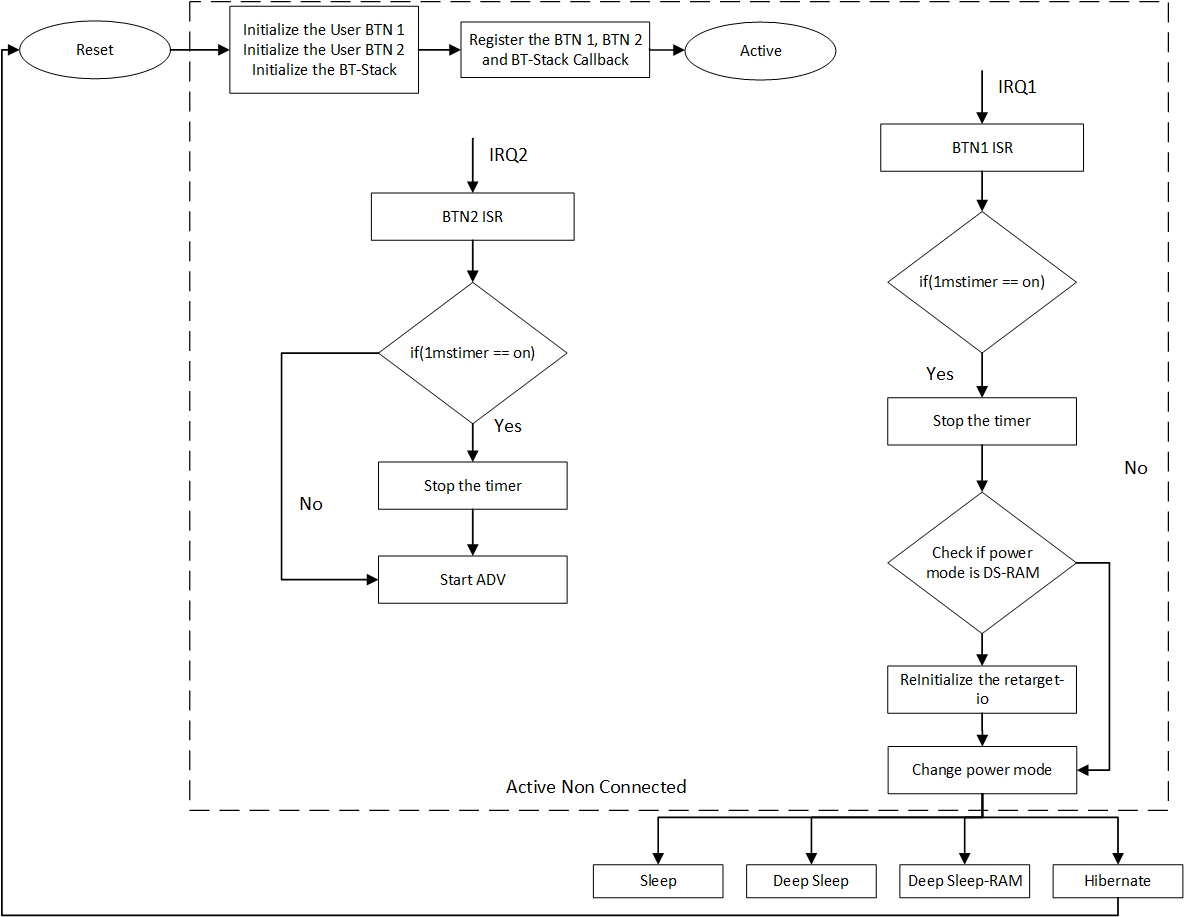 Reset
Initialize the User BTN 1
Initialize the User BTN 2
Initialize the BT-Stack
Register the BTN 1, BTN 2
and BT-Stack Callback
Active
IRQ1
BTN1 ISR
if(1mstimer == on)
Yes
Stop the timer
No
Check if power
mode is DS-RAM
ReInitialize the retarget-
io
Change power mode
IRQ2
BTN2 ISR
if(1mstimer == on)
Yes
Stop the timer
No
Start ADV
Active Non Connected
Sleep
Deep Sleep
Deep Sleep-RAM
Hibernate